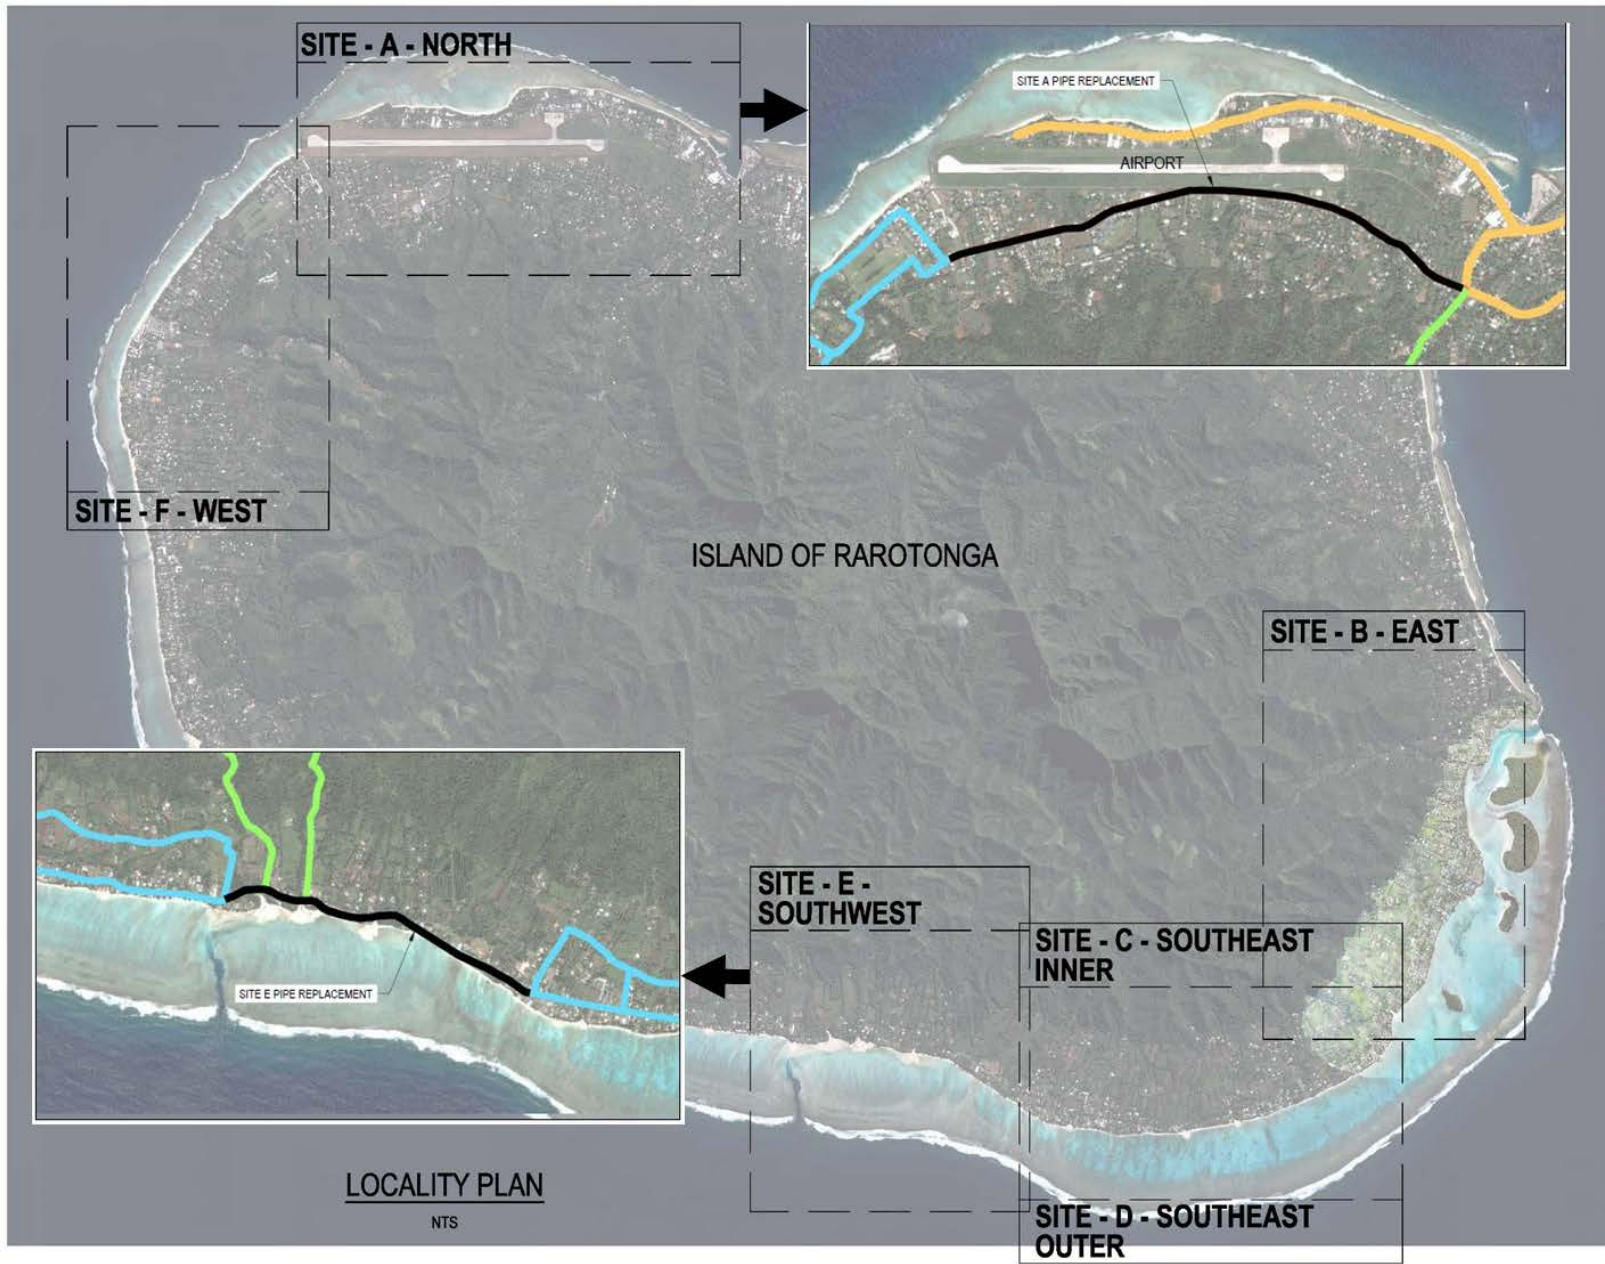 SITE - A - NORTH
SITE A PIPE REPLACEMENT
AIRPORT
SITE - F - WEST
ISLAND OF RAROTONGA
SITE - B - EAST
SITE - E -
SOUTHWEST
SITE - C - SOUTHEAST
INNER
SITE E PIPE REPLACEMENT
LOCALITY PLAN
NTS
SITE - D - SOUTHEAST
OUTER